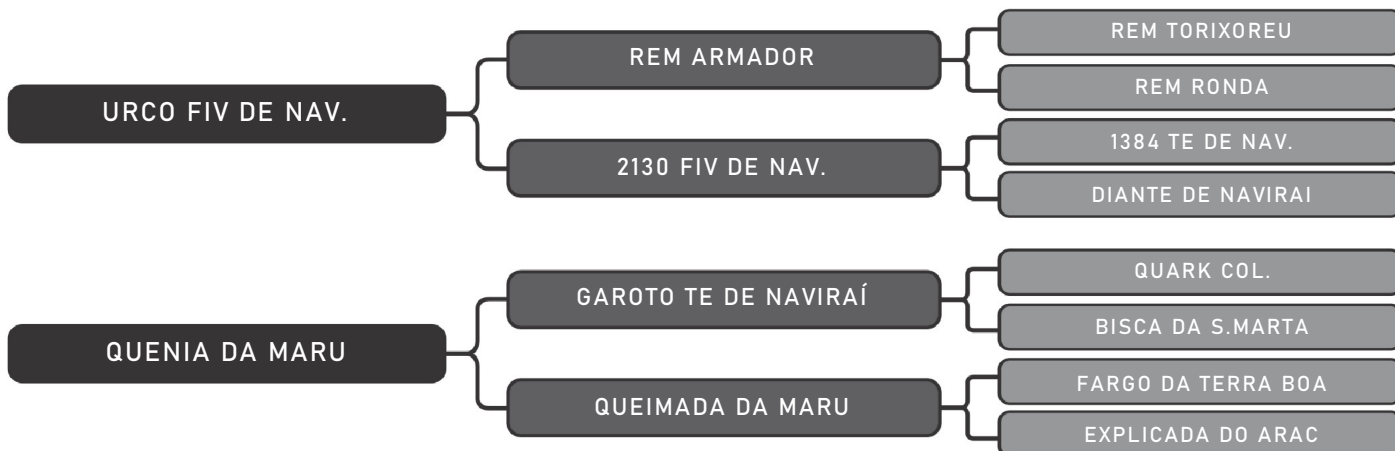 URCO FIV DE NAV.
REM ARMADOR
REM TORIXOREU
REM RONDA
2130 FIV DE NAV.
1384 TE DE NAV.
DIANTE DE NAVIRAI
QUENIA DA MARU
GAROTO TE DE NAVIRAÍ
QUARK COL.
BISCA DA S.MARTA
QUEIMADA DA MARU
FARGO DA TERRA BOA
EXPLICADA DO ARAC